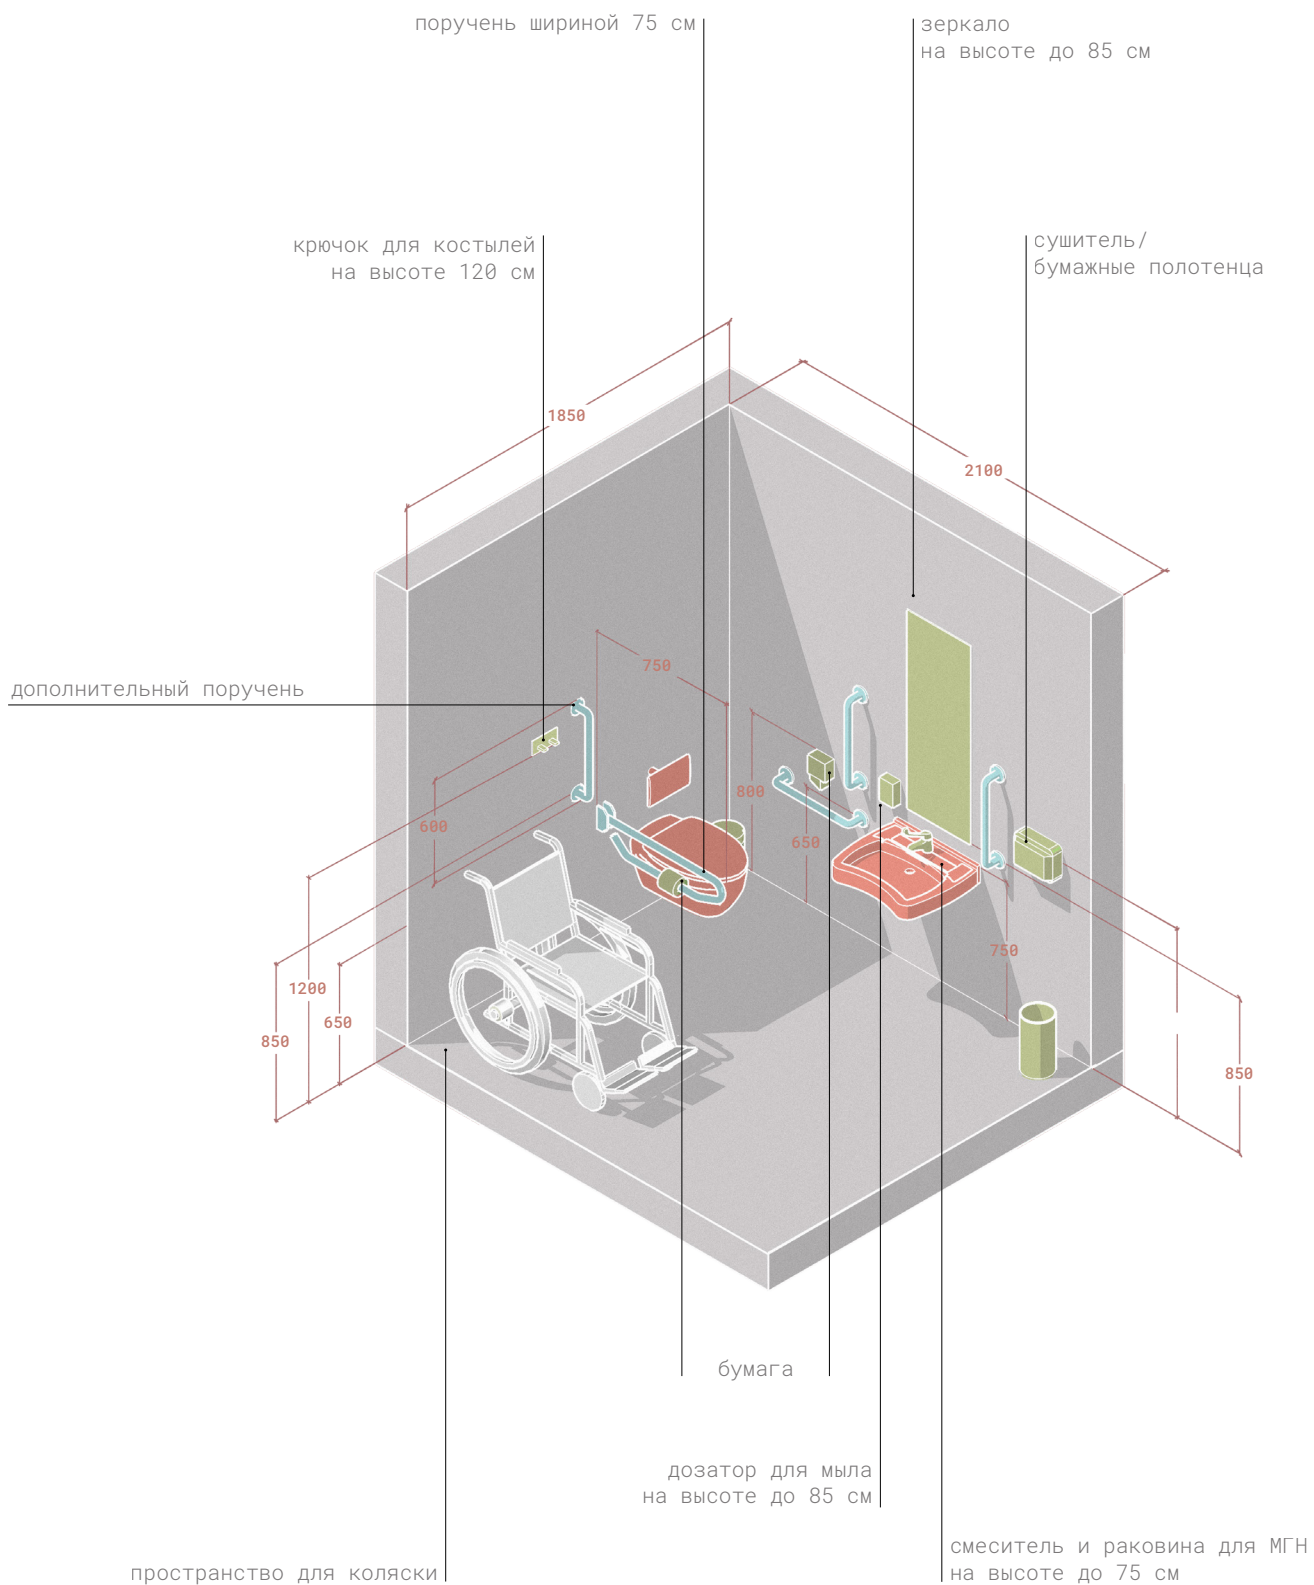 поручень шириной 75 см
зеркало
на высоте до 85 см
крючок для костылей
на высоте 120 см
сушитель/
бумажные полотенца
1850
2100
750
дополнительный поручень
800
600
650
750
1200
650
850
850
бумага
дозатор для мыла
на высоте до 85 см
смеситель и раковина для МГН
на высоте до 75 см
пространство для коляски